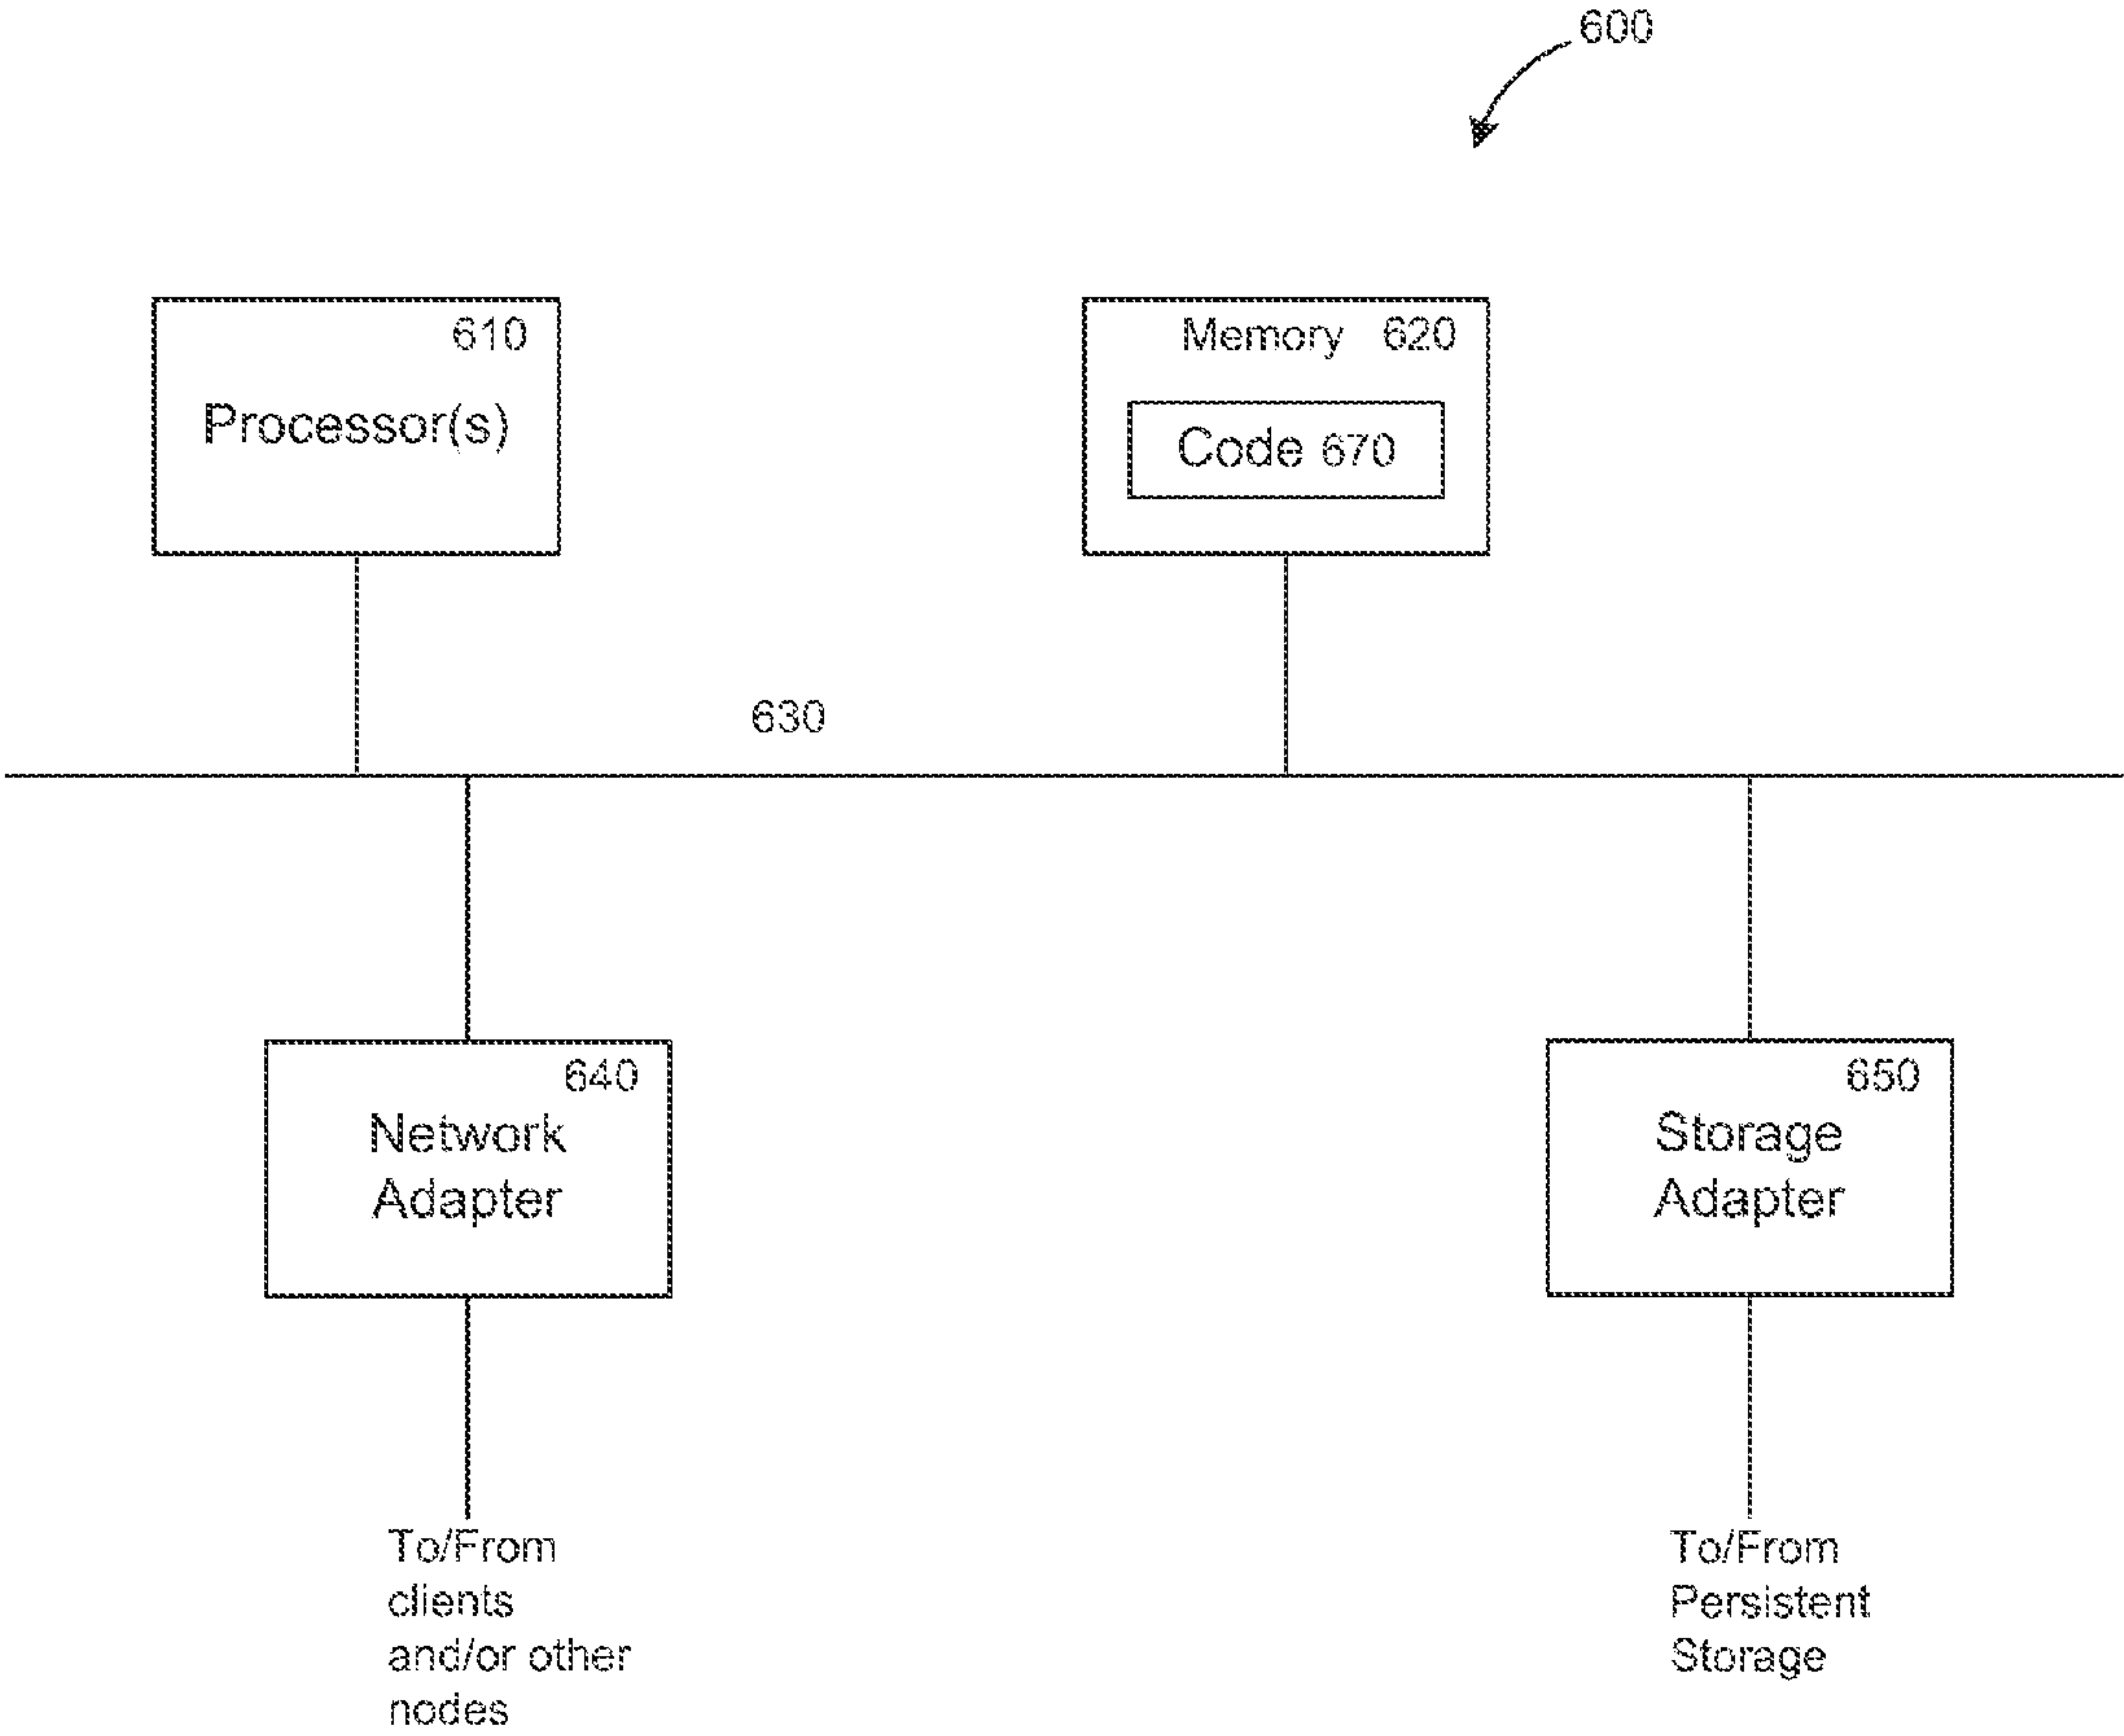 600
610
Processor(s)
Memory 620
Code 670
630
640
Network
Adapter
650
Storage
Adapter
To/From
clients
and/or other
nodes
To/From
Persistent
Storage